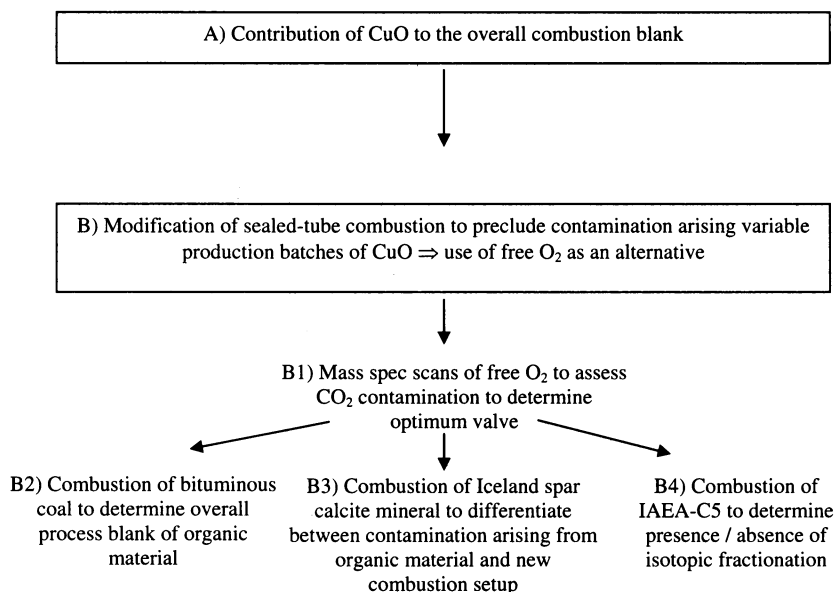 A) Contribution of CuO to the overall combustion blank
B) Modification of sealed-tube combustion to preclude contamination arising variable
production batches of CuO ⇒ use of free O₂ as an alternative
B1) Mass spec scans of free O₂ to assess
CO₂ contamination to determine
optimum valve
B2) Combustion of bituminous
coal to determine overall
process blank of organic
material
B3) Combustion of Iceland spar
calcite mineral to differentiate
between contamination arising from
organic material and new
combustion setup
B4) Combustion of
IAEA-C5 to determine
presence / absence of
isotopic fractionation